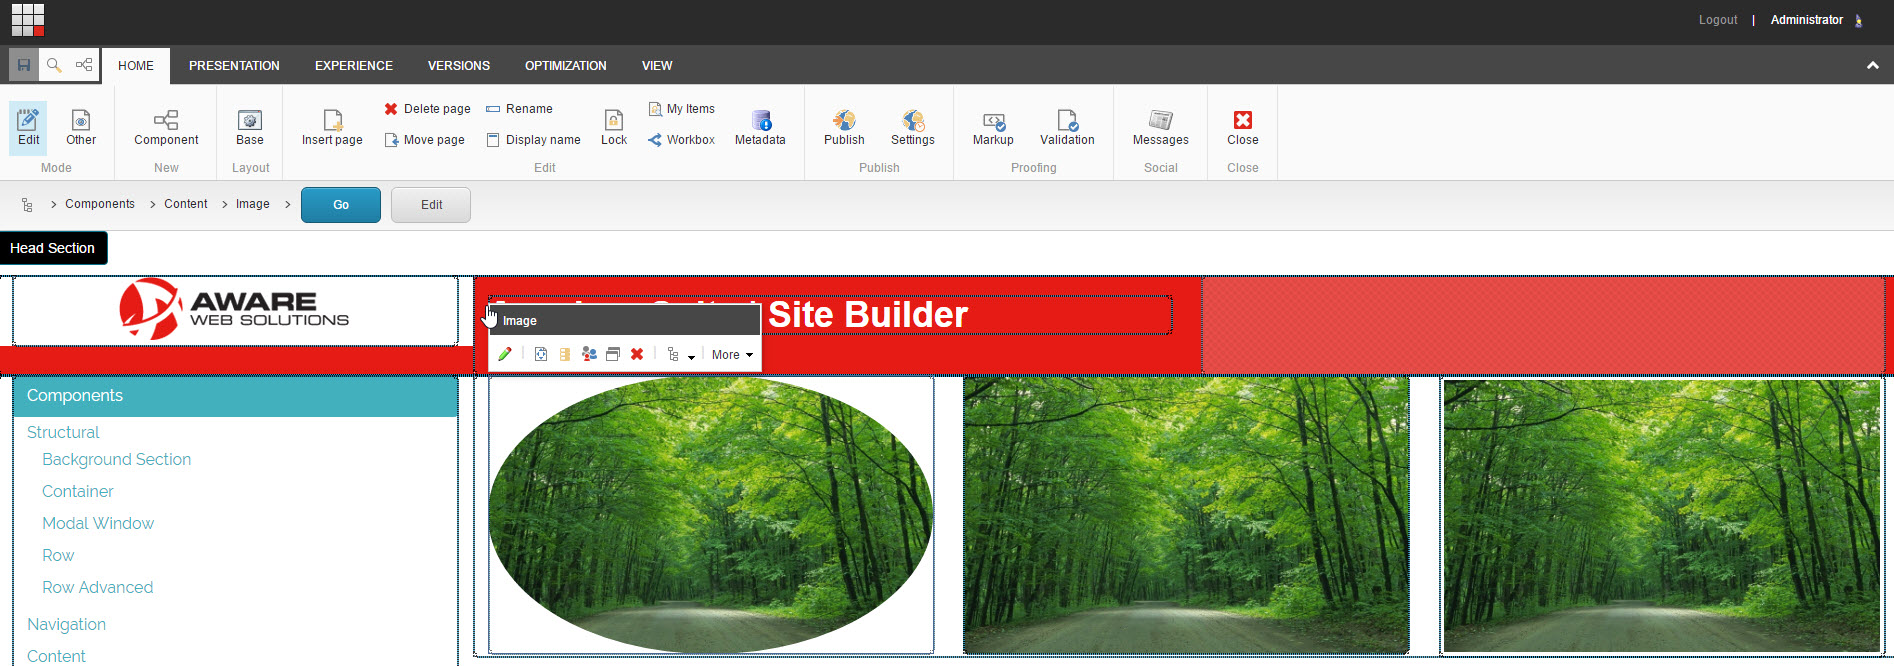 Logout | Administrator
HOME PRESENTATION EXPERIENCE VERSIONS OPTIMIZATION VIEW
Delete page Rename My Items
Edit Other Component Base Insert page Move page Display name Lock Workbox Metadata Publish Settings Markup Validation Messages Close
Mode New Layout Edit Publish Proofing Social Close
Components Content Image Go Edit
Head Section
AWARE
WEB SOLUTIONS
Site Builder
Image
More
Components
Structural
Background Section
Container
Modal Window
Row
Row Advanced
Navigation
Content